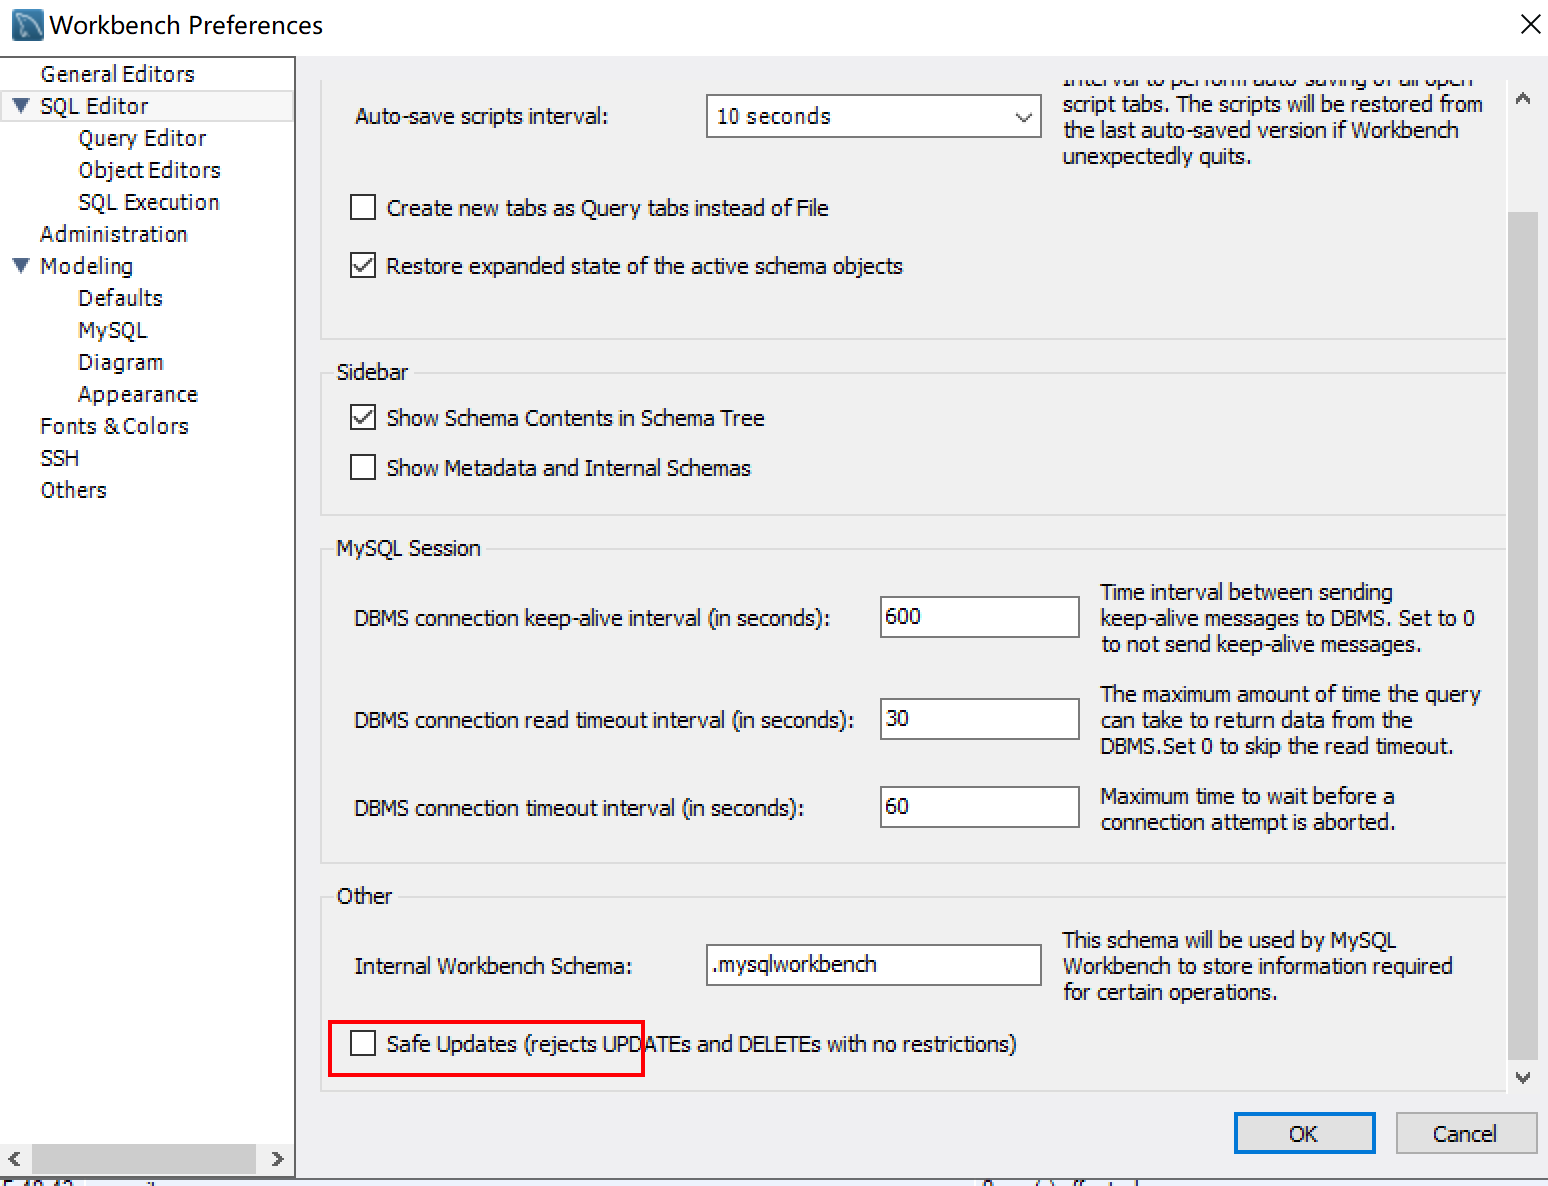 Workbench Preferences
General Editors
SQL Editor
Query Editor
Object Editors
SQL Execution
Administration
Modeling
Defaults
MySQL
Diagram
Appearance
Fonts & Colors
SSH
Others
Auto-save scripts interval:
10 seconds
Interval to perform auto-saving of all open
script tabs. The scripts will be restored from
the last auto-saved version if Workbench
unexpectedly quits.
Create new tabs as Query tabs instead of File
Restore expanded state of the active schema objects
Sidebar
Show Schema Contents in Schema Tree
Show Metadata and Internal Schemas
MySQL Session
DBMS connection keep-alive interval (in seconds):
600
Time interval between sending
keep-alive messages to DBMS. Set to 0
to not send keep-alive messages.
DBMS connection read timeout interval (in seconds):
30
The maximum amount of time the query
can take to return data from the
DBMS.Set 0 to skip the read timeout.
DBMS connection timeout interval (in seconds):
60
Maximum time to wait before a
connection attempt is aborted.
Other
Internal Workbench Schema:
.mysqlworkbench
This schema will be used by MySQL
Workbench to store information required
for certain operations.
Safe Updates (rejects UPDATEs and DELETEs with no restrictions)
OK
Cancel